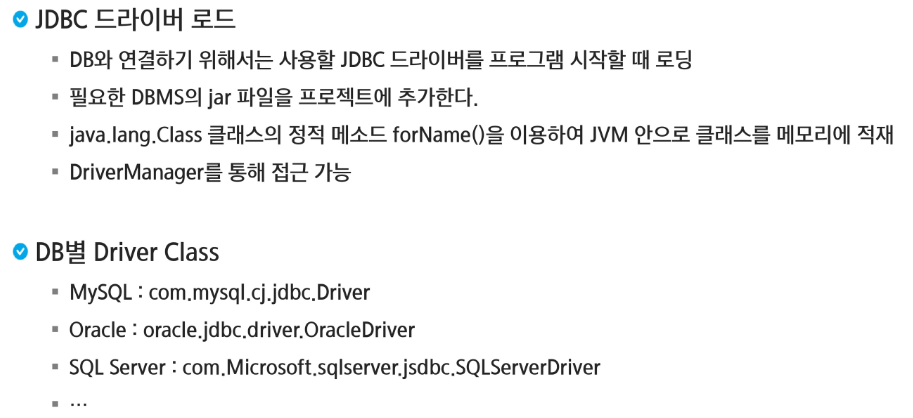 JDBC 드라이버 로드
DB와 연결하기 위해서는 사용할 JDBC 드라이버를 프로그램 시작할 때 로딩
필요한 DBMS의 jar 파일을 프로젝트에 추가한다.
java.lang.Class 클래스의 정적 메소드 forName()을 이용하여 JVM 안으로 클래스를 메모리에 적재
DriverManager를 통해 접근 가능
DB별 Driver Class
MySQL : com.mysql.cj.jdbc.Driver
Oracle : oracle.jdbc.driver.OracleDriver
SQL Server : com.Microsoft.sqlserver.jsdbc.SQLServerDriver
…